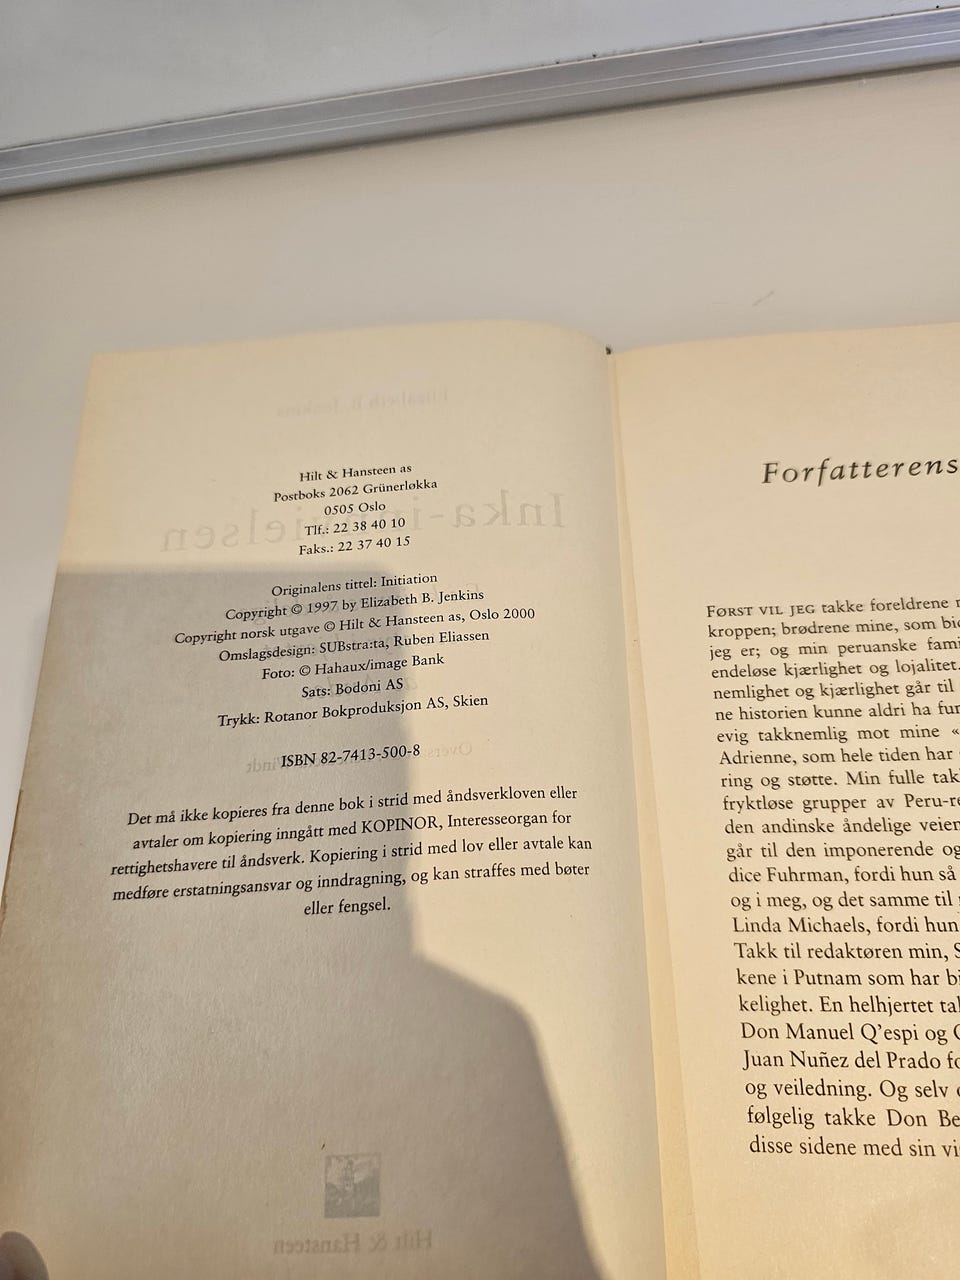 Hilt & Hansteen as
Postboks 2062 Grünerløkka
0505 Oslo
Tlf.: 22 38 40 10
Faks.: 22 37 40 15
Originalens tittel: Initiation
Copyright © 1997 by Elizabeth B. Jenkins
Copyright norsk utgave © Hilt & Hansteen as, Oslo 2000
Omslagsdesign: SUBstra:ta, Ruben Eliassen
Foto: © Hahaux/image Bank
Sats: Bodoni AS
Trykk: Rotanor Bokproduksjon AS, Skien
ISBN 82-7413-500-8
Det må ikke kopieres fra denne bok i strid med åndsverkloven eller
avtaler om kopiering inngått med KOPINOR, Interesseorgan for
rettighetshavere til åndsverk. Kopiering i strid med lov eller avtale kan
medføre erstatningsansvar og inndragning, og kan straffes med bøter
eller fengsel.
Hilt & Hansteen
Forfatterens
FØRST VIL JEG takke foreldrene
kroppen; brødrene mine, som
jeg er; og min peruanske
endeløse kjærlighet og lojalitet.
nemlighet og kjærlighet går til
ne historien kunne aldri ha
evig takknemlig mot mine «
Adrienne, som hele tiden har
ring og støtte. Min fulle
fryktløse grupper av
den andinske åndelige
går til den imponerende
dice Fuhrman, fordi hun så
og i meg, og det samme til
Linda Michaels, fordi hun
Takk til redaktøren min,
kene i Putnam som har
kelighet. En helhjertet
Don Manuel Q'espi og
Juan Nuñez del Prado
og veiledning. Og selv
følgelig takke Don
disse sidene med sin